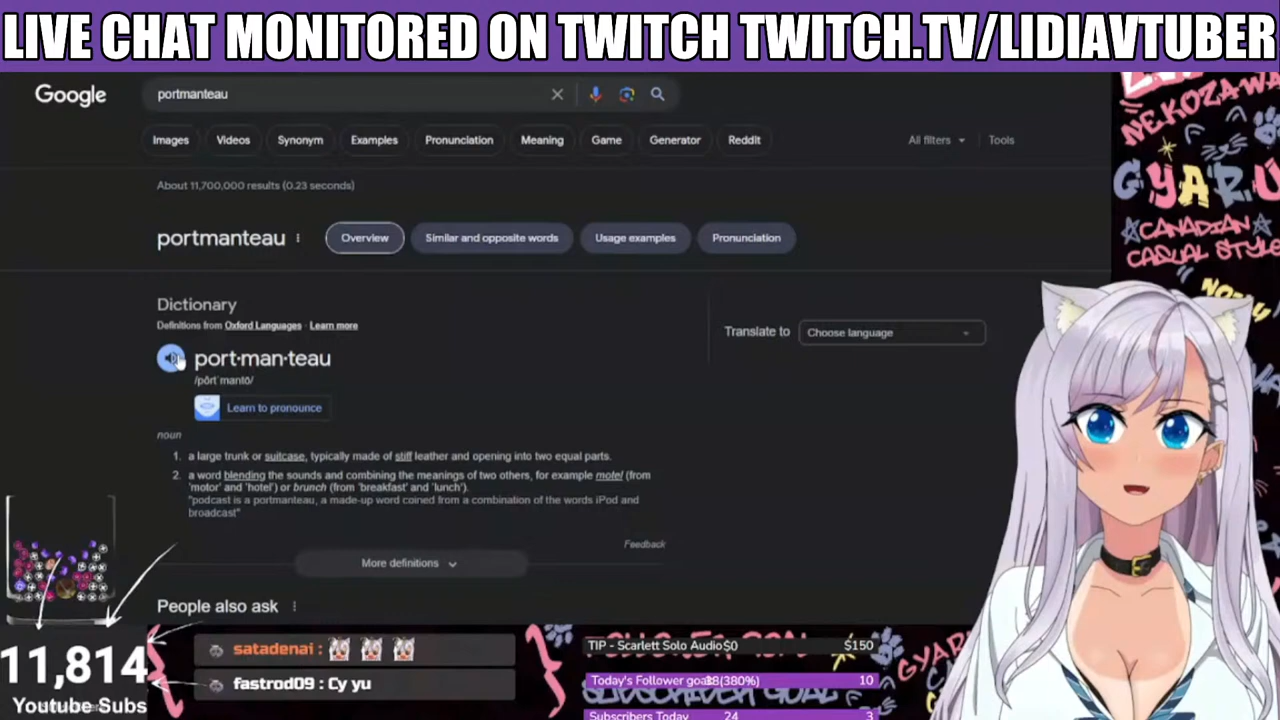 LIVE CHAT MONITORED ON TWITCH TWITCH.TV/LIDIAVTUBER
Google
portmanteau
Images Videos Synonym Examples Pronunciation Meaning Game Generator Reddit All filters Tools
About 11,700,000 results (0.23 seconds)
portmanteau Overview Similar and opposite words Usage examples Pronunciation
Dictionary
Definitions from Oxford Languages · Learn more
port·man·teau
/pôrtˈmantō/
Learn to pronounce
noun
1. a large trunk or suitcase, typically made of stiff leather and opening into two equal parts.
2. a word blending the sounds and combining the meanings of two others, for example motel (from
'motor' and 'hotel') or brunch (from 'breakfast' and 'lunch').
"podcast is a portmanteau, a made-up word coined from a combination of the words iPod and
broadcast"
Feedback
More definitions
People also ask
Translate to Choose language
NEKOZAWA
GYARU
CANADIAN
CASUAL STYLE
11,814
Youtube Subs
satadenai :
fastrod09 : Cy yu
TIP - Scarlett Solo Audio $0 $150
Today's Follower goal (380%) 10
SUBSCRIBER GOAL
Subscribers Today 24 3